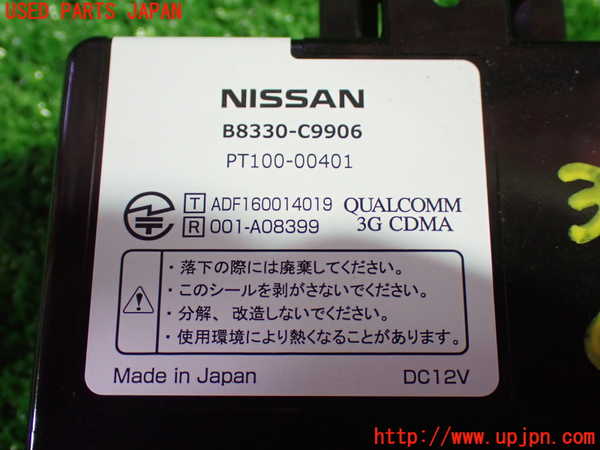 USED PARTS JAPAN
NISSAN
B8330-C9906
PT100-00401
T ADF160014019
R 001-A08399
QUALCOMM
3G CDMA
・落下の際には廃棄してください。
・このシールを剥がさないでください。
・分解、改造しないでください。
・使用環境により熱くなることがあります。
Made in Japan
DC12V
http://www.upjpn.com